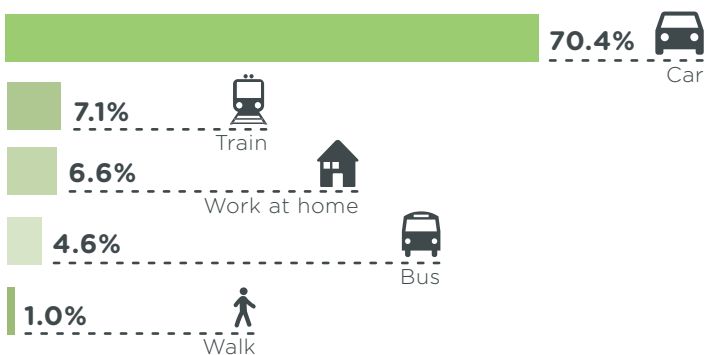 70.4%
Car
7.1%
Train
6.6%
Work at home
4.6%
Bus
1.0%
Walk